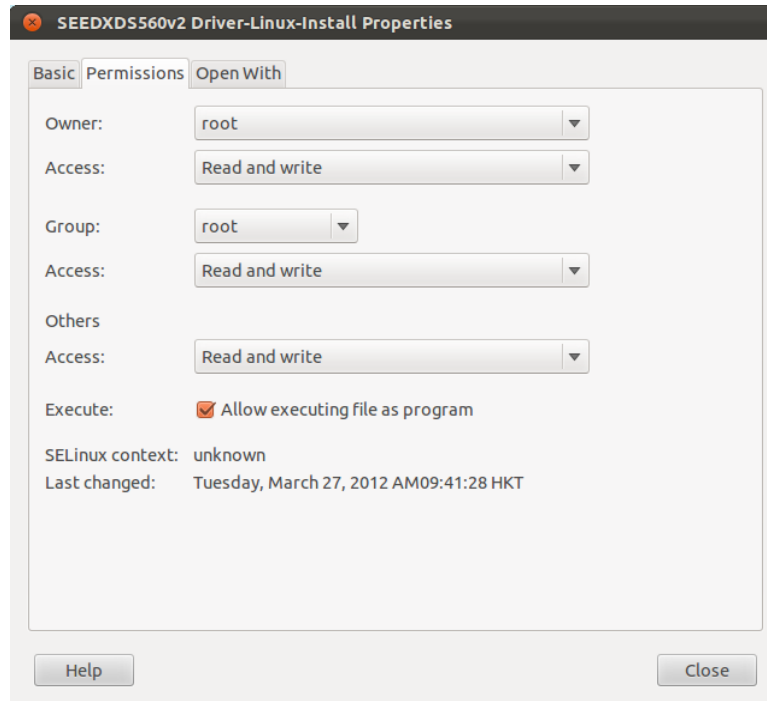 SEEDXDS560v2 Driver-Linux-Install Properties
Basic Permissions Open With
Owner: root
Access: Read and write
Group: root
Access: Read and write
Others
Access: Read and write
Execute: Allow executing file as program
SELinux context: unknown
Last changed: Tuesday, March 27, 2012 AM09:41:28 HKT
Help Close